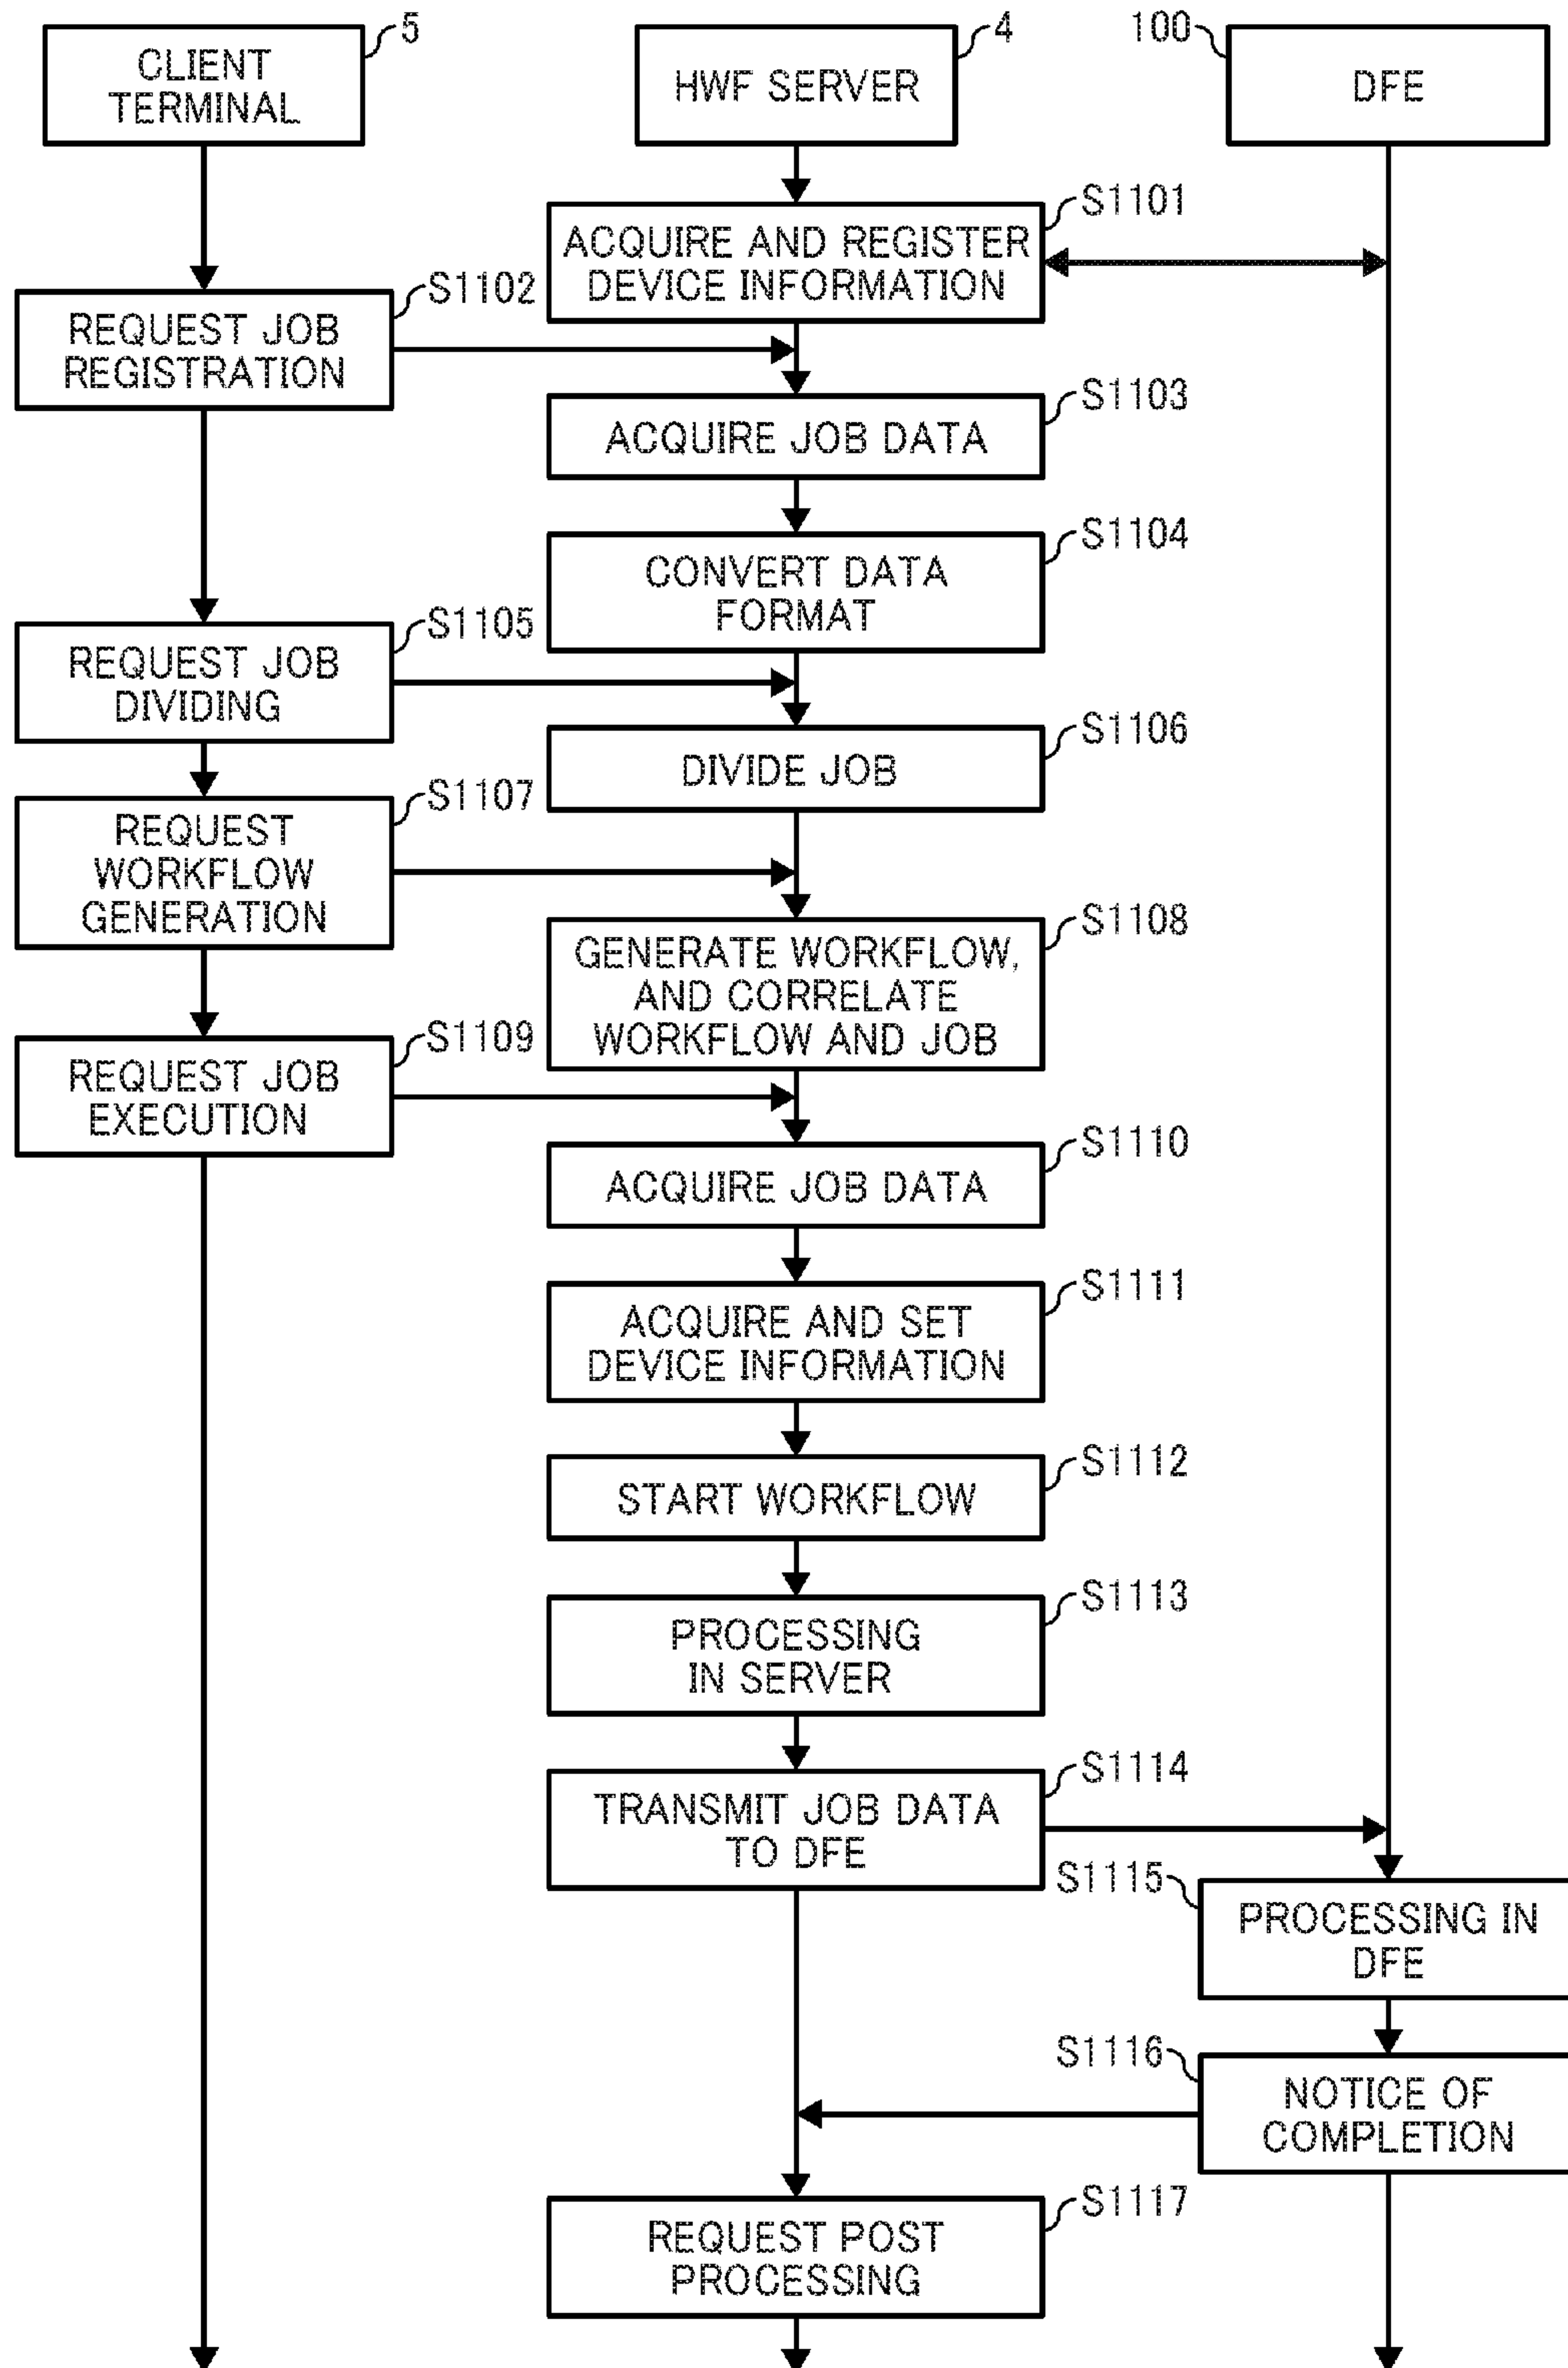 5
CLIENT
TERMINAL
4
HWF SERVER
100
DFE
S1101
ACQUIRE AND REGISTER
DEVICE INFORMATION
S1102
REQUEST JOB
REGISTRATION
S1103
ACQUIRE JOB DATA
S1104
CONVERT DATA
FORMAT
S1105
REQUEST JOB
DIVIDING
S1106
DIVIDE JOB
S1107
REQUEST
WORKFLOW
GENERATION
S1108
GENERATE WORKFLOW,
AND CORRELATE
WORKFLOW AND JOB
S1109
REQUEST JOB
EXECUTION
S1110
ACQUIRE JOB DATA
S1111
ACQUIRE AND SET
DEVICE INFORMATION
S1112
START WORKFLOW
S1113
PROCESSING
IN SERVER
S1114
TRANSMIT JOB DATA
TO DFE
S1115
PROCESSING IN
DFE
S1116
NOTICE OF
COMPLETION
S1117
REQUEST POST
PROCESSING